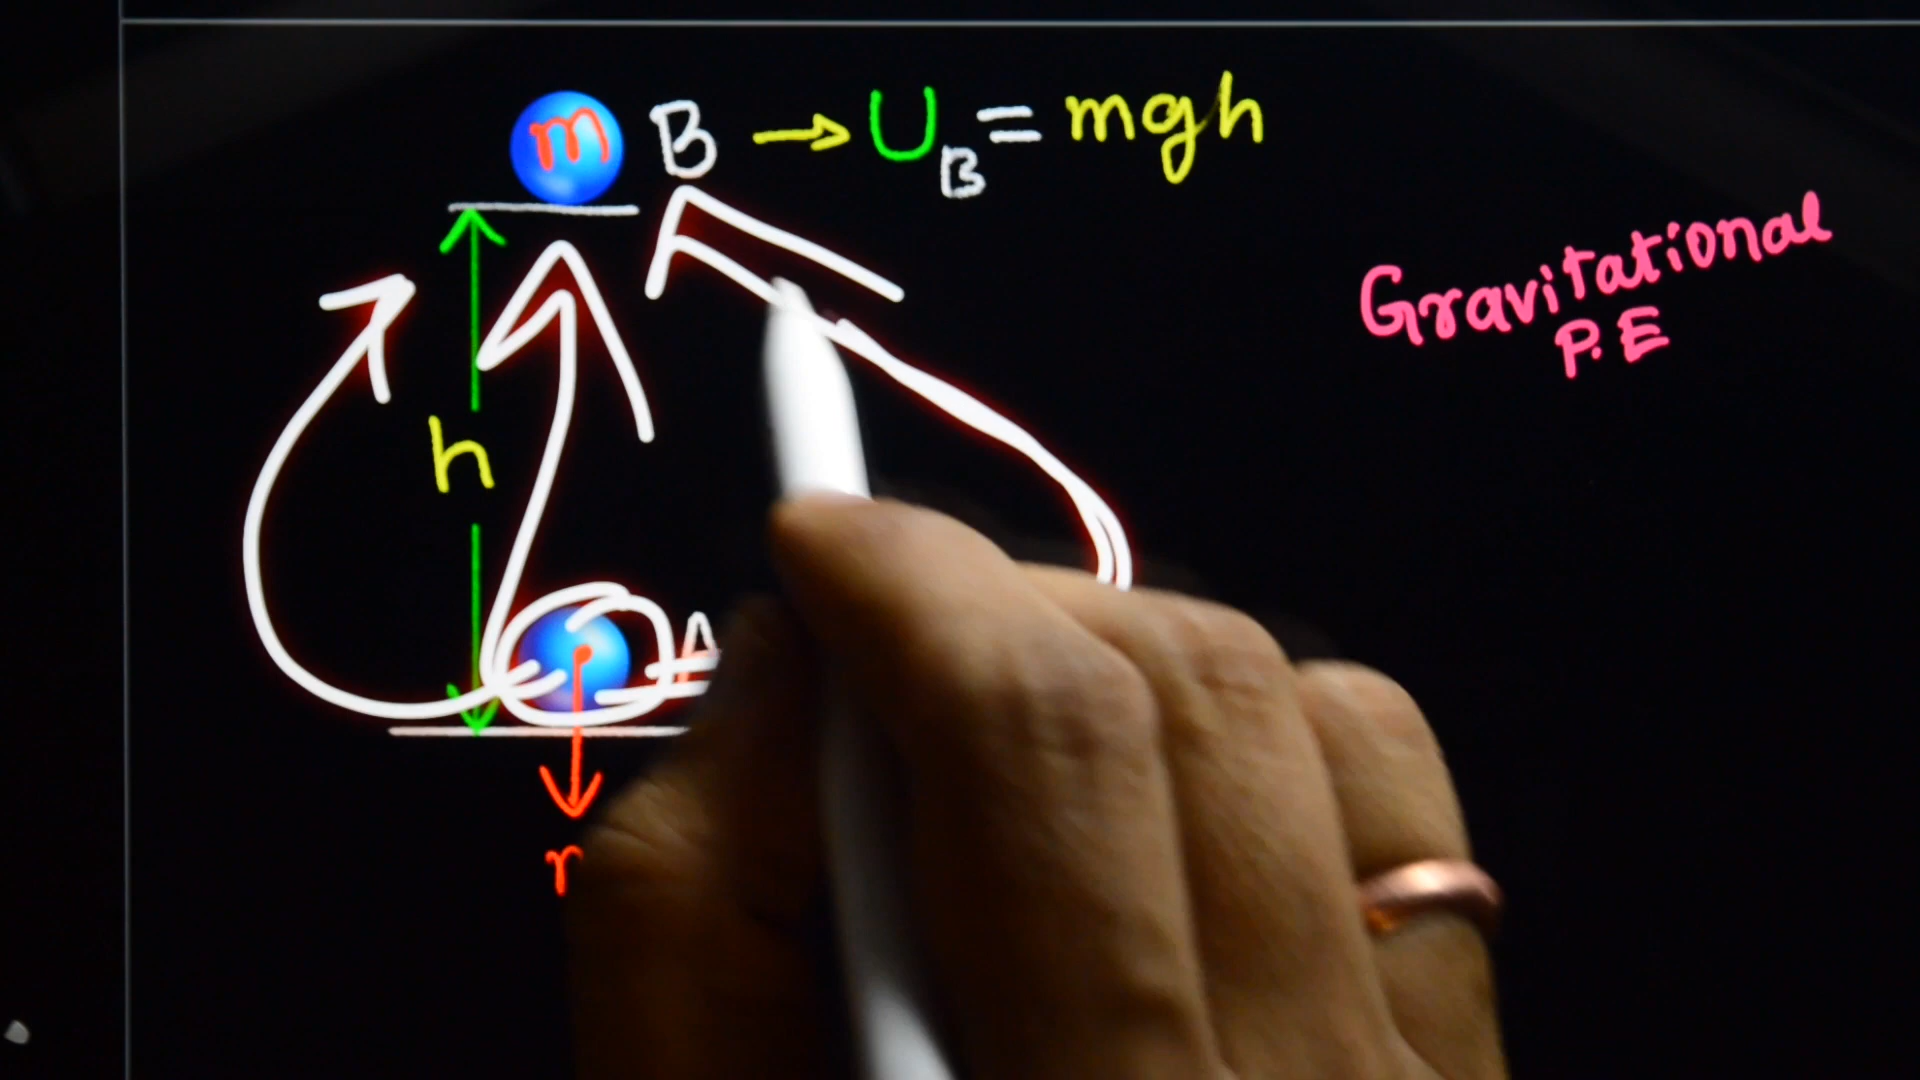 m B → U_B = mgh
Gravitational
P.E
h
A